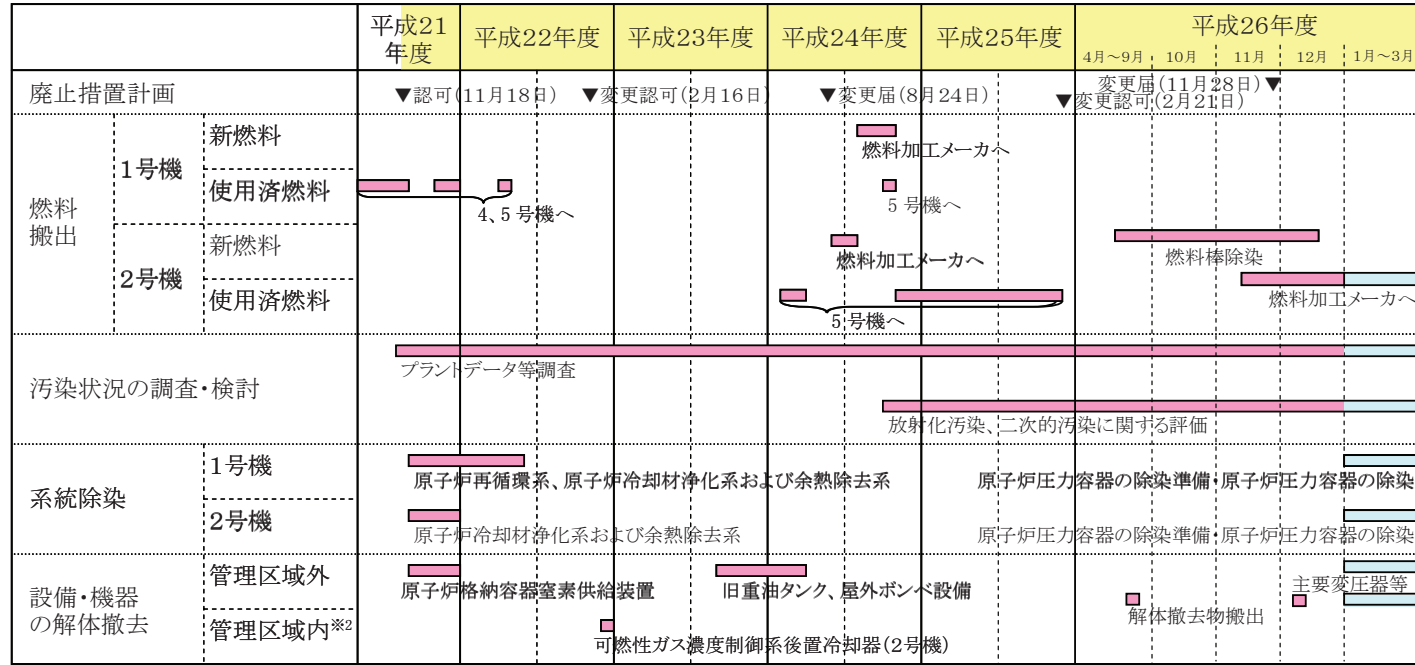 平成21
年度
平成22年度
平成23年度
平成24年度
平成25年度
平成26年度
4月～9月
10月
11月
12月
1月～3月
廃止措置計画
▼認可(11月18日)
▼変更認可(2月16日)
▼変更届(8月24日)
変更届(11月28日)▼
▼変更認可(2月21日)
燃料
搬出
1号機
新燃料
燃料加工メーカへ
使用済燃料
4、5号機へ
5号機へ
2号機
新燃料
燃料加工メーカへ
燃料棒除染
使用済燃料
5号機へ
燃料加工メーカへ
汚染状況の調査・検討
プラントデータ等調査
放射化汚染、二次的汚染に関する評価
系統除染
1号機
原子炉再循環系、原子炉冷却材浄化系および余熱除去系
原子炉圧力容器の除染準備・原子炉圧力容器の除染
2号機
原子炉冷却材浄化系および余熱除去系
原子炉圧力容器の除染準備・原子炉圧力容器の除染
設備・機器
の解体撤去
管理区域外
原子炉格納容器窒素供給装置
旧重油タンク、屋外ボンベ設備
主要変圧器等
管理区域内※2
可燃性ガス濃度制御系後置冷却器(2号機)
解体撤去物搬出